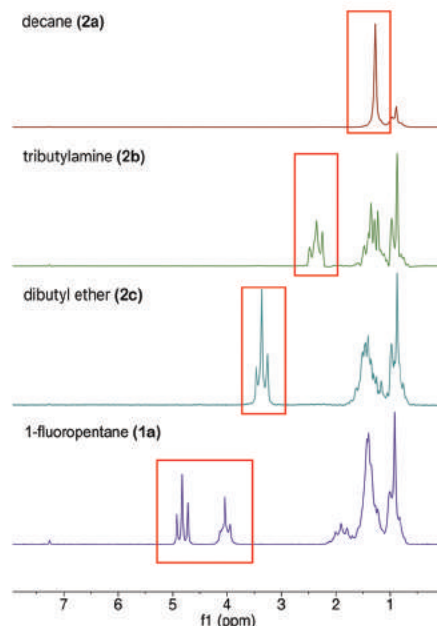 decane (2a)
tributylamine (2b)
dibutyl ether (2c)
1-fluoropentane (1a)
7 6 5 4 3 2 1
f1 (ppm)